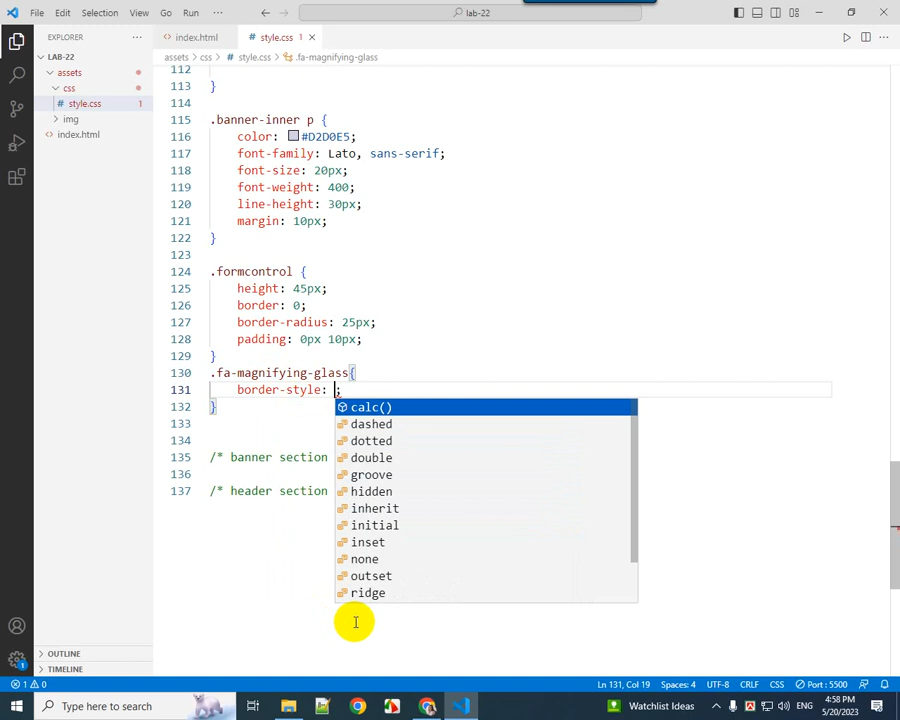 File Edit Selection View Go Run ··· lab-22
EXPLORER ···
LAB-22
assets
css
# style.css 1
img
index.html
OUTLINE
TIMELINE
index.html # style.css 1
assets > css > # style.css > .fa-magnifying-glass
112
113 }
114
115 .banner-inner p {
116 color: #D2D0E5;
117 font-family: Lato, sans-serif;
118 font-size: 20px;
119 font-weight: 400;
120 line-height: 30px;
121 margin: 10px;
122 }
123
124 .formcontrol {
125 height: 45px;
126 border: 0;
127 border-radius: 25px;
128 padding: 0px 10px;
129 }
130 .fa-magnifying-glass{
131 border-style: ;
132 }
133
134
135 /* banner section
136
137 /* header section
calc()
dashed
dotted
double
groove
hidden
inherit
initial
inset
none
outset
ridge
1 0 Ln 131, Col 19 Spaces: 4 UTF-8 CRLF CSS Port : 5500
Type here to search Watchlist Ideas 4:58 PM
5/20/2023